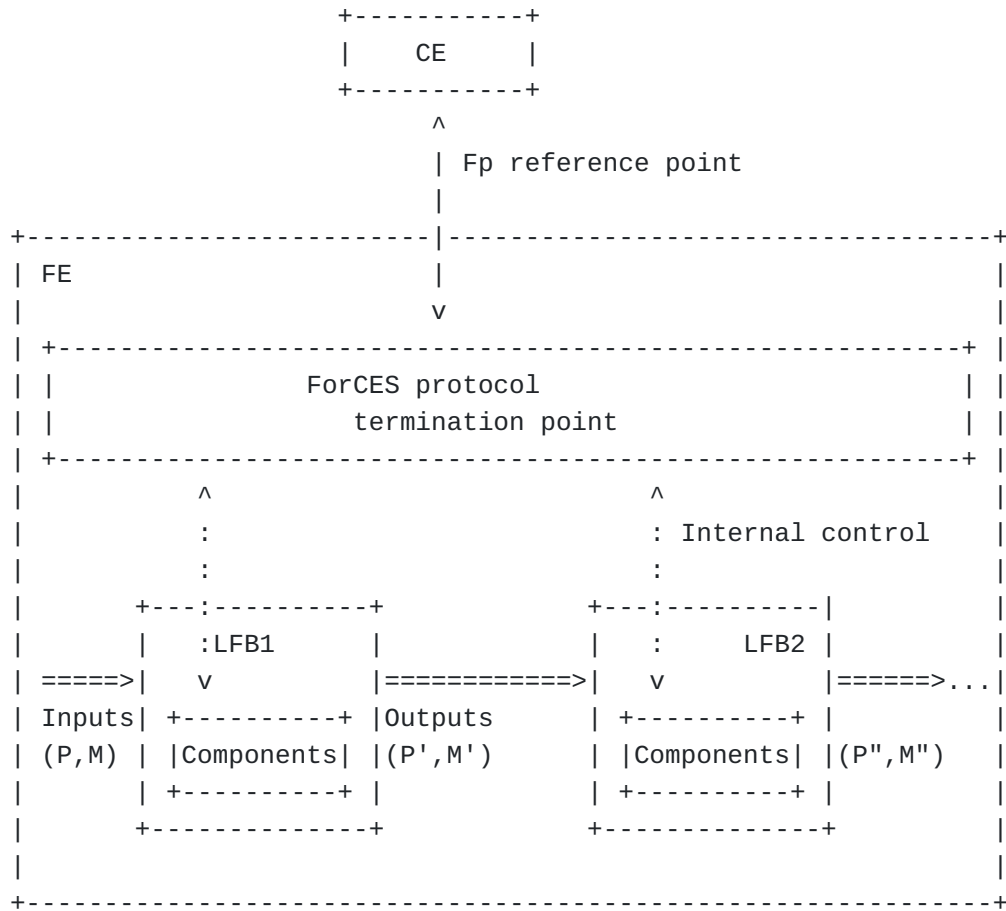 CE
Fp reference point
FE
ForCES protocol
termination point
: Internal control
:LFB1 : LFB2
=====>| v |============>| v |======>...
Inputs Outputs
(P,M) Components (P',M') Components (P",M")